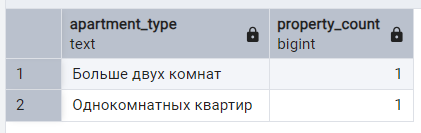 apartment_type property_count
text bigint
1 Больше двух комнат 1
2 Однокомнатных квартир 1